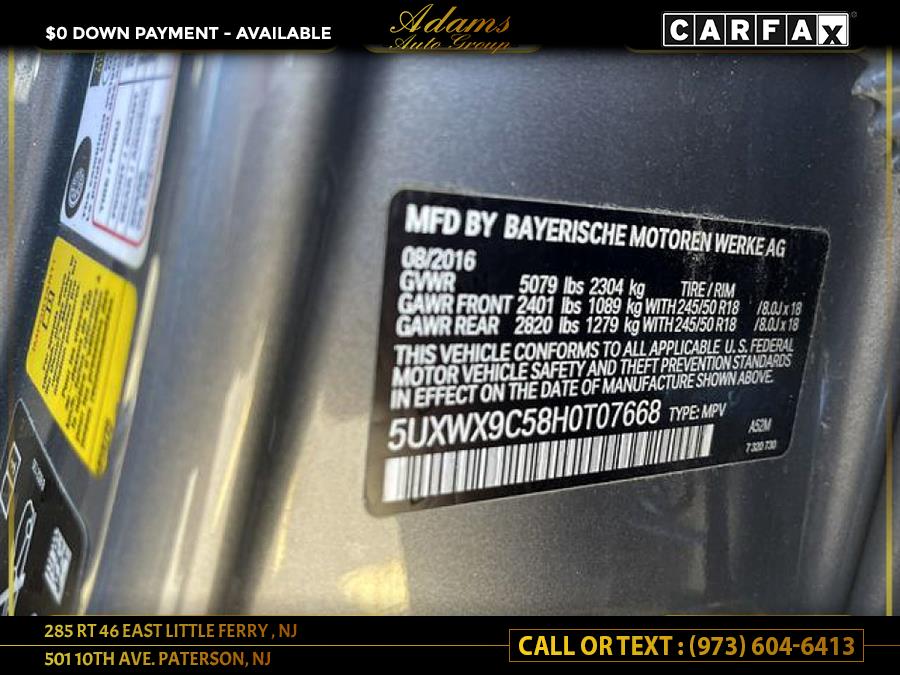 $0 DOWN PAYMENT - AVAILABLE
Adams
Auto Group
CARFAX
MFD BY BAYERISCHE MOTOREN WERKE AG
08/2016
GVWR 5079 lbs 2304 kg TIRE / RIM
GAWR FRONT 2401 lbs 1089 kg WITH 245/50 R18 /8.0J x 18
GAWR REAR 2820 lbs 1279 kg WITH 245/50 R18 /8.0J x 18
THIS VEHICLE CONFORMS TO ALL APPLICABLE U.S. FEDERAL
MOTOR VEHICLE SAFETY AND THEFT PREVENTION STANDARDS
IN EFFECT ON THE DATE OF MANUFACTURE SHOWN ABOVE.
5UXWX9C58H0T07668 TYPE: MPV
A52M
7 320 730
285 RT 46 EAST LITTLE FERRY , NJ
501 10TH AVE. PATERSON, NJ
CALL OR TEXT : (973) 604-6413